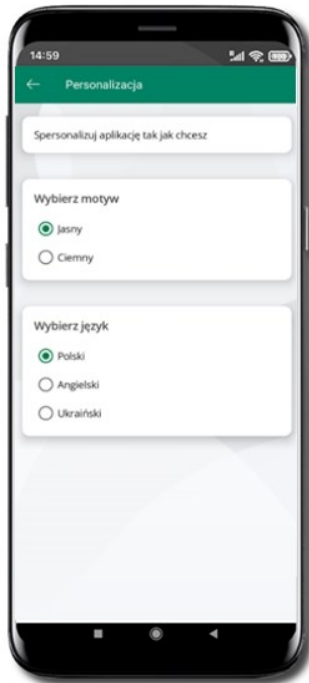 14:59
Personalizacja
Spersonalizuj aplikację tak jak chcesz
Wybierz motyw
Jasny
Ciemny
Wybierz język
Polski
Angielski
Ukraiński